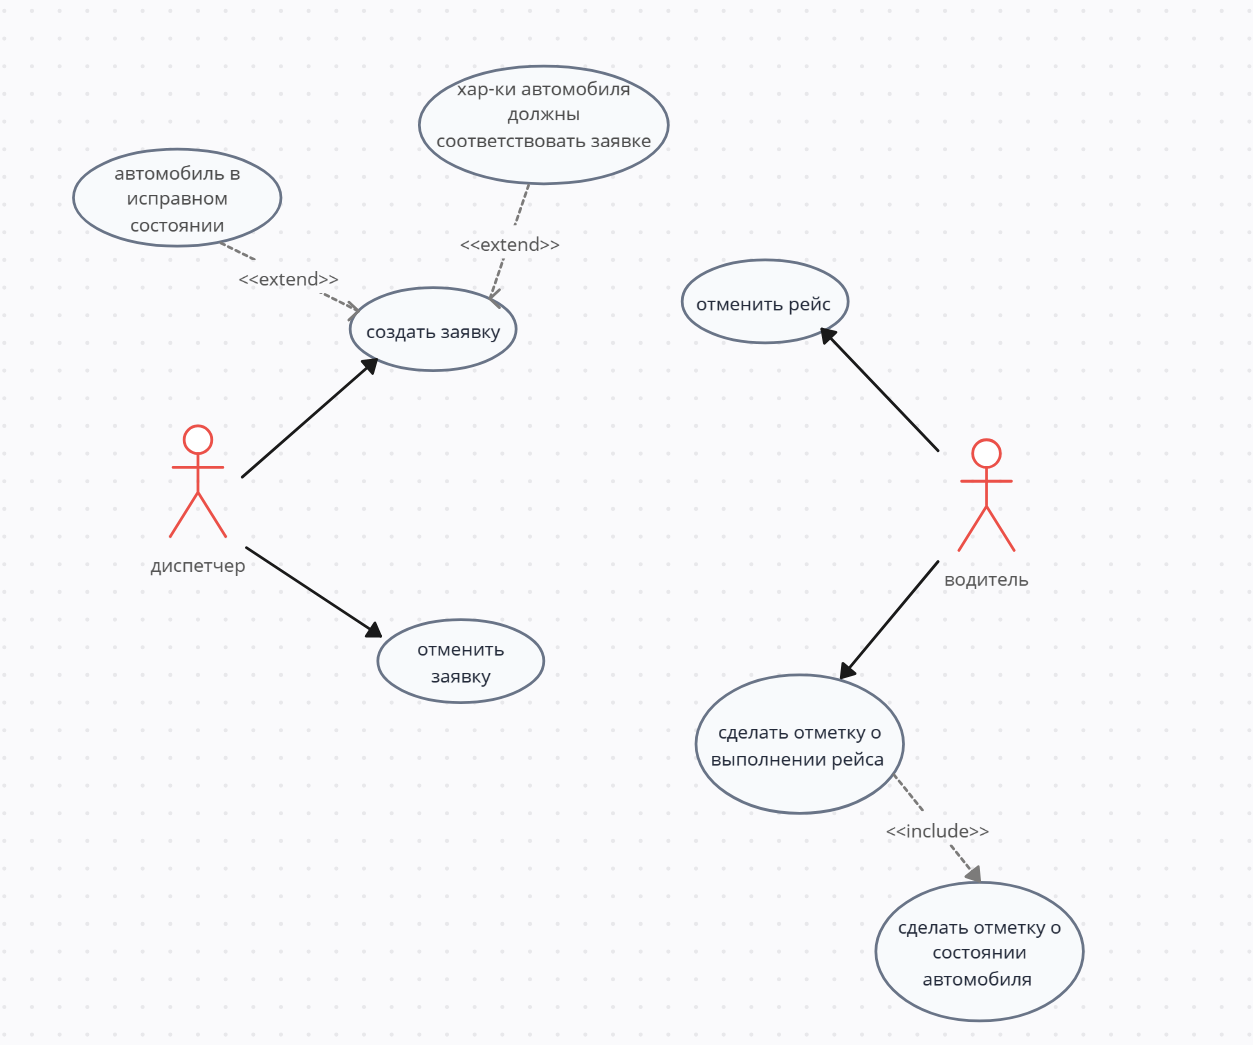 хар-ки автомобиля
должны
соответствовать заявке
автомобиль в
исправном
состоянии
<<extend>>
<<extend>>
создать заявку
отменить рейс
диспетчер
водитель
отменить
заявку
сделать отметку о
выполнении рейса
<<include>>
сделать отметку о
состоянии
автомобиля